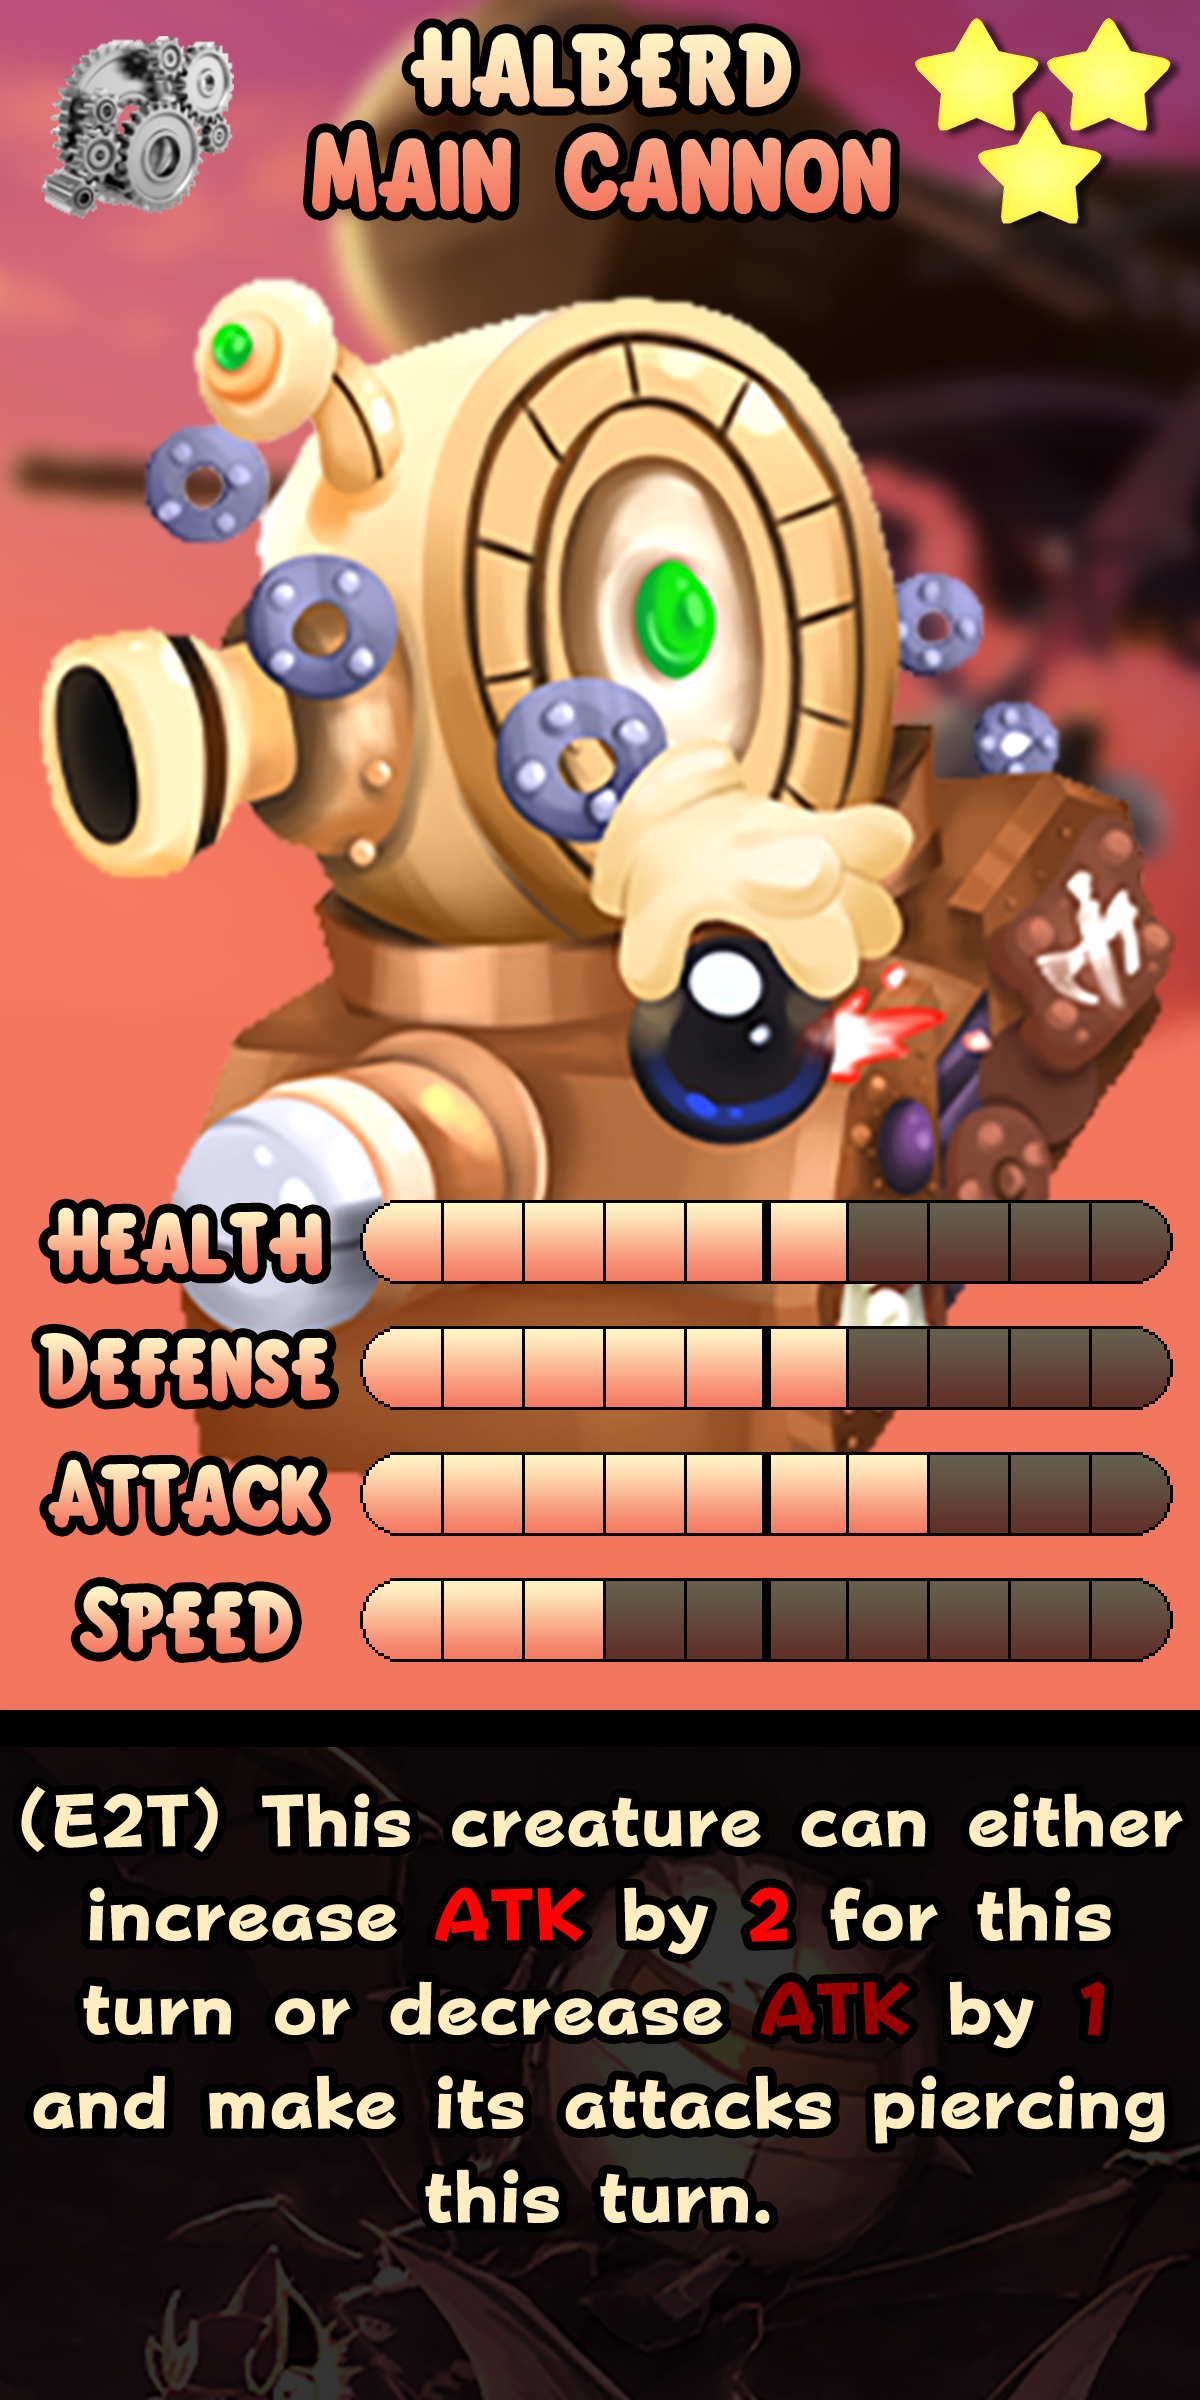 Halberd
Main Cannon
Health
Defense
Attack
Speed
(E2T) This creature can either
increase ATK by 2 for this
turn or decrease ATK by 1
and make its attacks piercing
this turn.